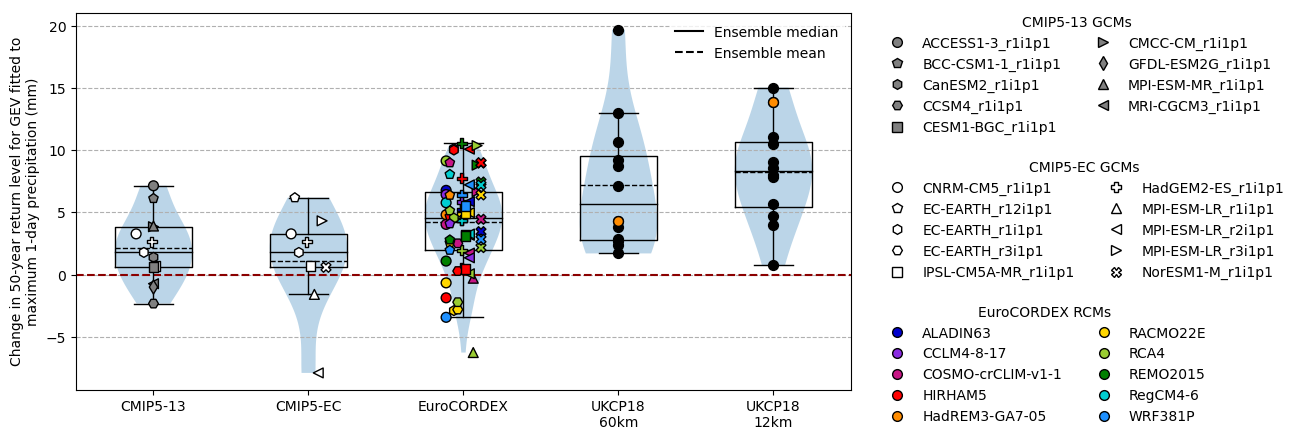 Change in 50-year return level for GEV fitted to
maximum 1-day precipitation (mm)
20
15
10
5
0
−5
Ensemble median
Ensemble mean
CMIP5-13
CMIP5-EC
EuroCORDEX
UKCP18
60km
UKCP18
12km
CMIP5-13 GCMs
ACCESS1-3_r1i1p1
BCC-CSM1-1_r1i1p1
CanESM2_r1i1p1
CCSM4_r1i1p1
CESM1-BGC_r1i1p1
CMCC-CM_r1i1p1
GFDL-ESM2G_r1i1p1
MPI-ESM-MR_r1i1p1
MRI-CGCM3_r1i1p1
CMIP5-EC GCMs
CNRM-CM5_r1i1p1
EC-EARTH_r12i1p1
EC-EARTH_r1i1p1
EC-EARTH_r3i1p1
IPSL-CM5A-MR_r1i1p1
HadGEM2-ES_r1i1p1
MPI-ESM-LR_r1i1p1
MPI-ESM-LR_r2i1p1
MPI-ESM-LR_r3i1p1
NorESM1-M_r1i1p1
EuroCORDEX RCMs
ALADIN63
CCLM4-8-17
COSMO-crCLIM-v1-1
HIRHAM5
HadREM3-GA7-05
RACMO22E
RCA4
REMO2015
RegCM4-6
WRF381P